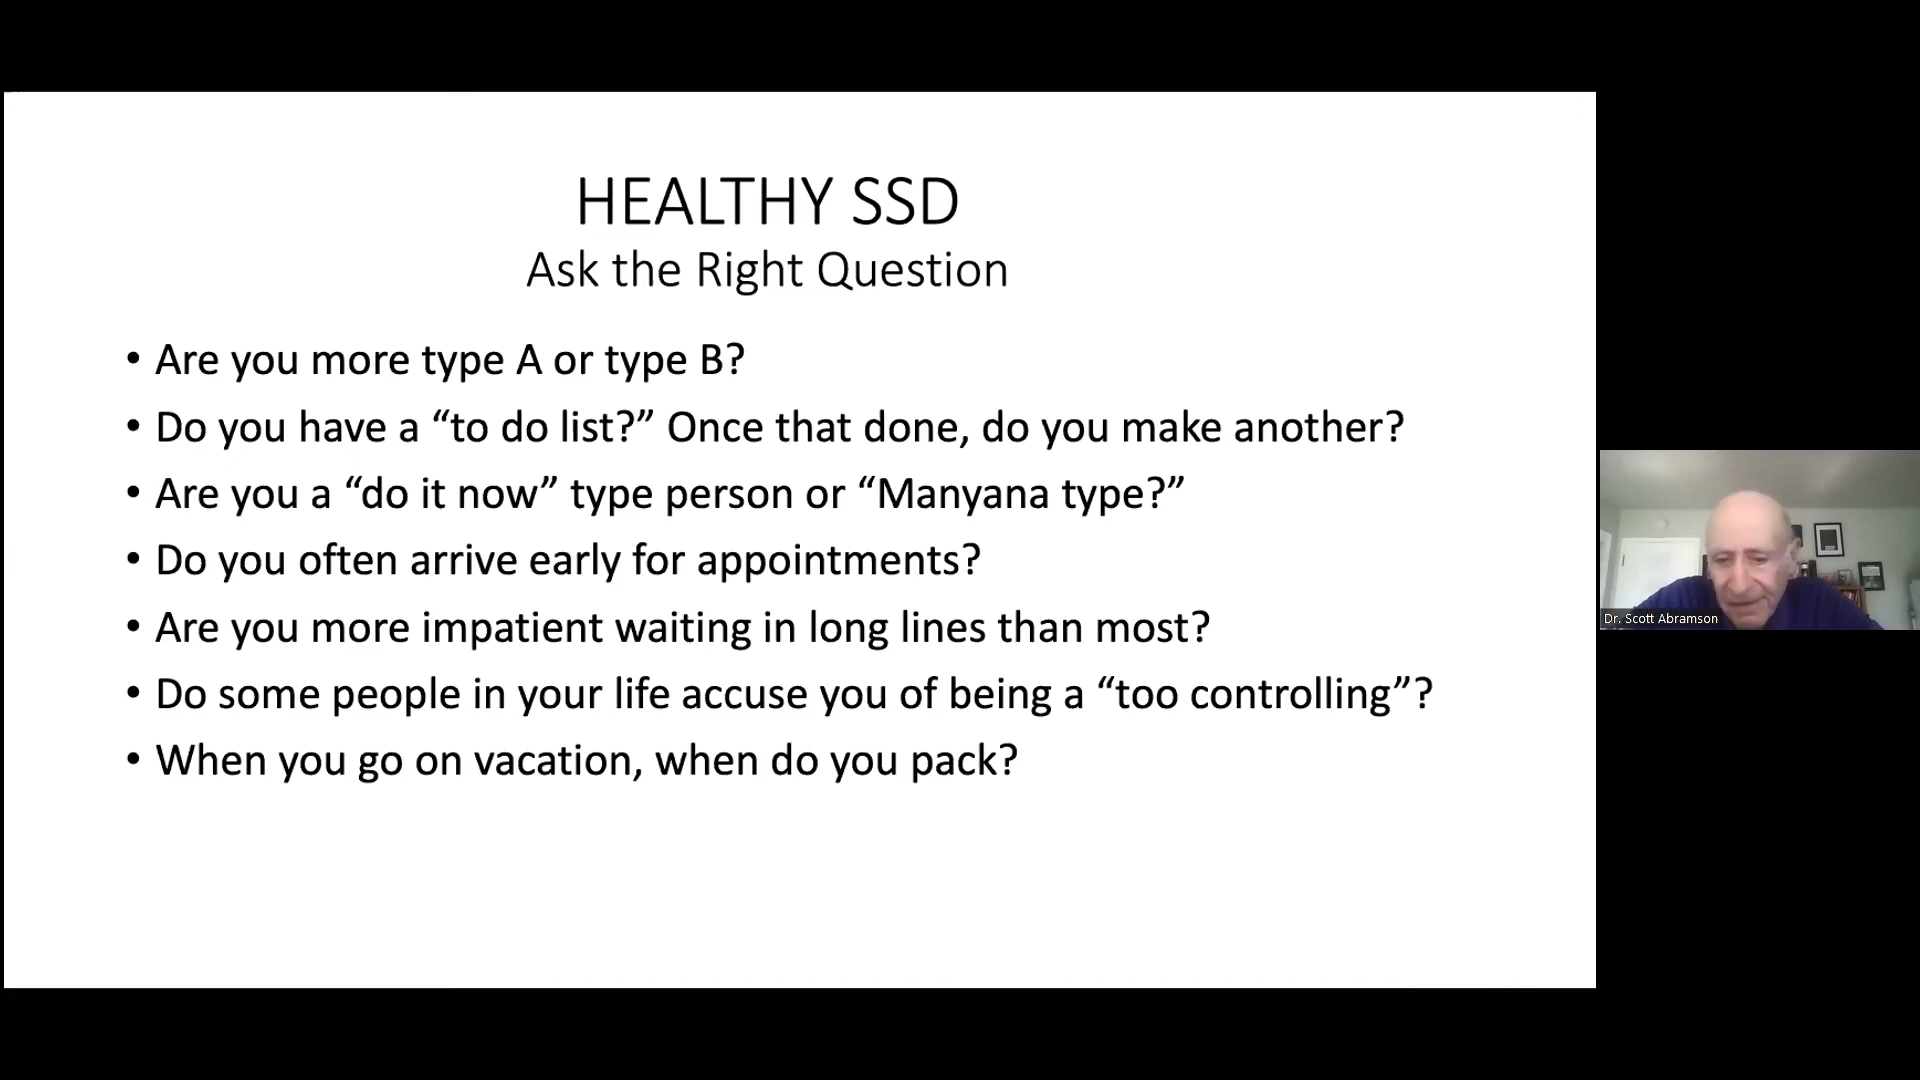 HEALTHY SSD
Ask the Right Question
• Are you more type A or type B?
• Do you have a “to do list?” Once that done, do you make another?
• Are you a “do it now” type person or “Manyana type?”
• Do you often arrive early for appointments?
• Are you more impatient waiting in long lines than most?
• Do some people in your life accuse you of being a “too controlling”?
• When you go on vacation, when do you pack?
Dr. Scott Abramson